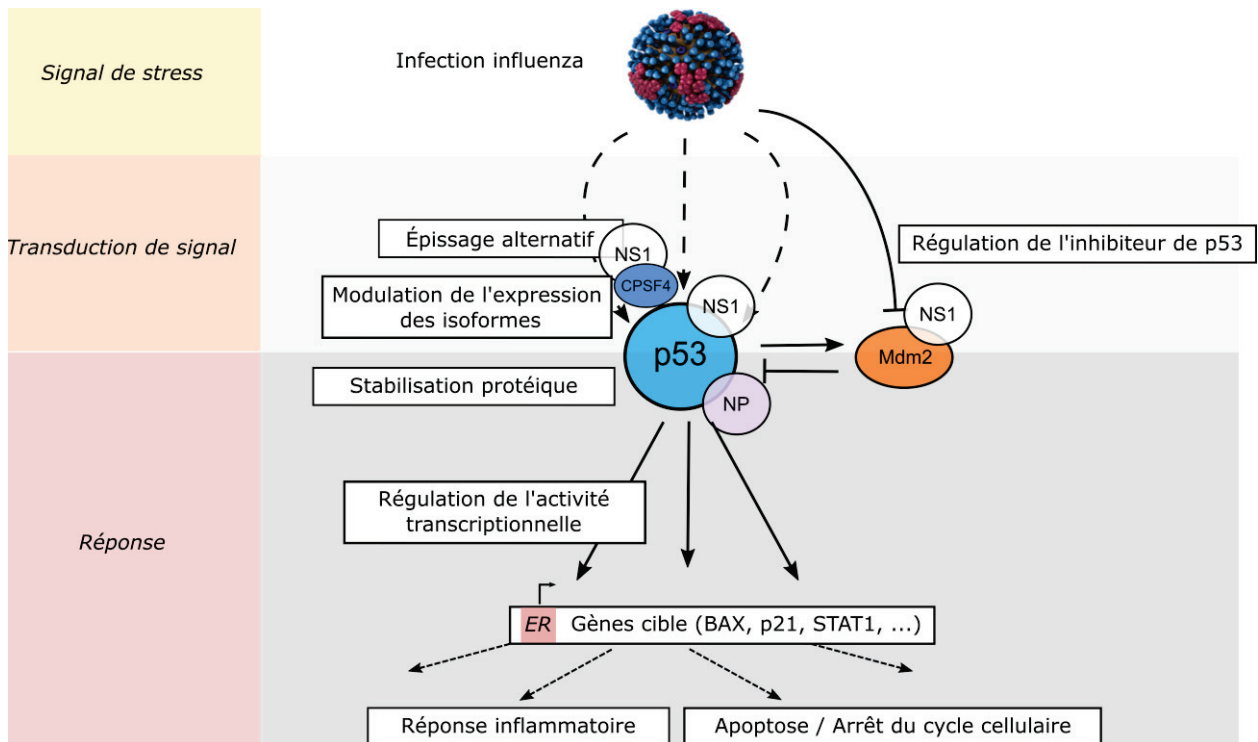 Signal de stress
Infection influenza
Transduction de signal
Épissage alternatif
NS1
CPSF4
Régulation de l'inhibiteur de p53
Modulation de l'expression
des isoformes
NS1
NS1
p53
Mdm2
Stabilisation protéique
NP
Réponse
Régulation de l'activité
transcriptionnelle
ER Gènes cible (BAX, p21, STAT1, ...)
Réponse inflammatoire
Apoptose / Arrêt du cycle cellulaire